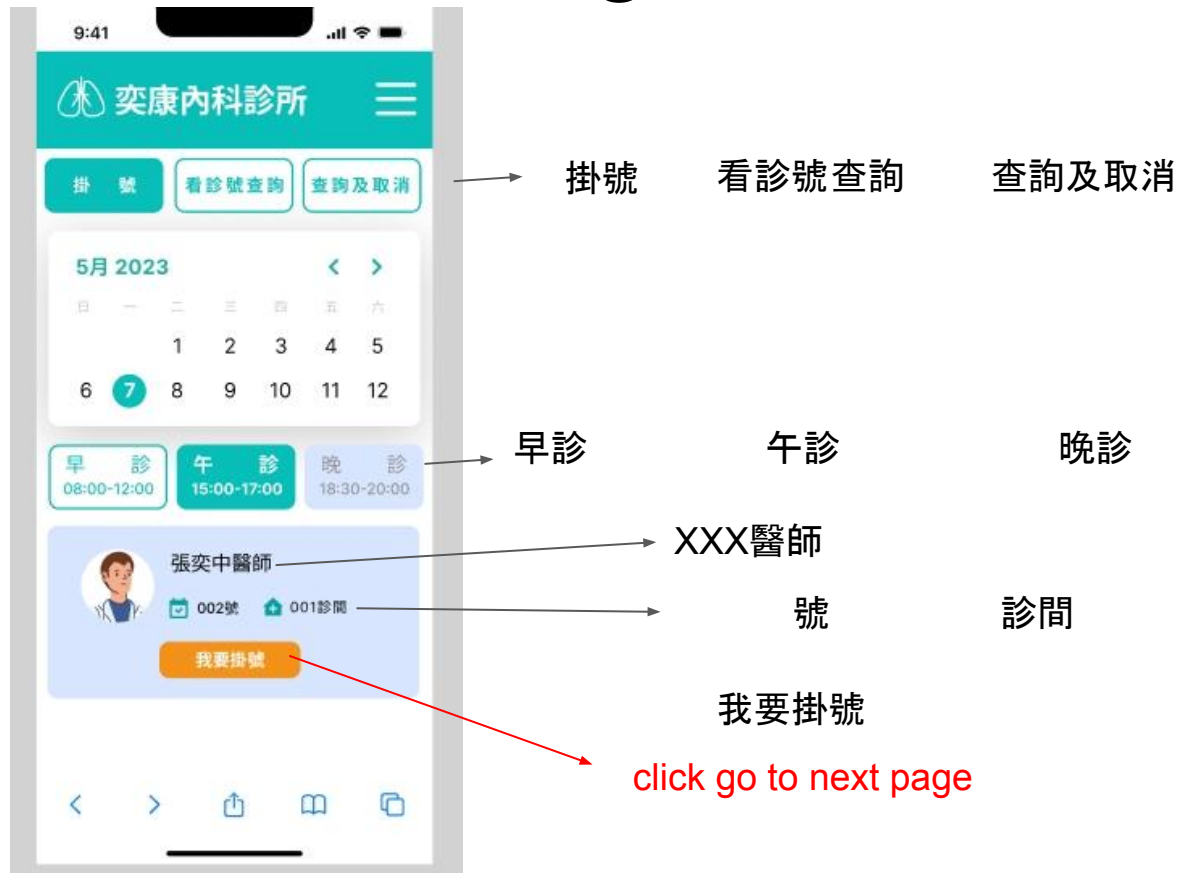 9:41
奕康內科診所
掛 號 看診號查詢 查詢及取消
掛號 看診號查詢 查詢及取消
5月 2023
日 一 二 三 四 五 六
1 2 3 4 5
6 7 8 9 10 11 12
早 診 午 診 晚 診
08:00-12:00 15:00-17:00 18:30-20:00
早診 午診 晚診
張奕中醫師
XXX醫師
002號 001診間
號 診間
我要掛號
我要掛號
click go to next page